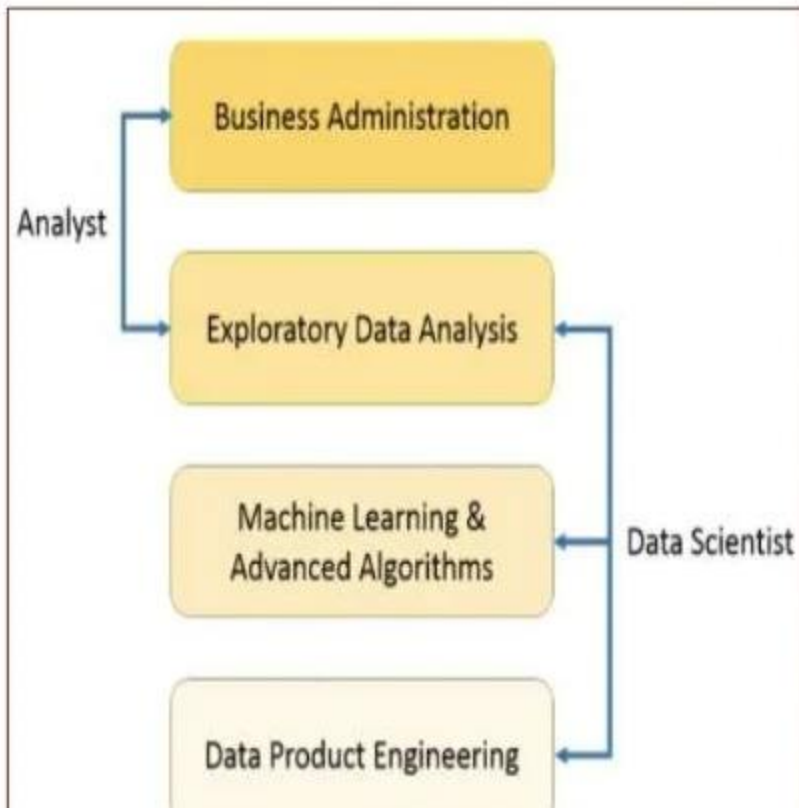 Business Administration
Analyst
Exploratory Data Analysis
Machine Learning &
Advanced Algorithms
Data Scientist
Data Product Engineering